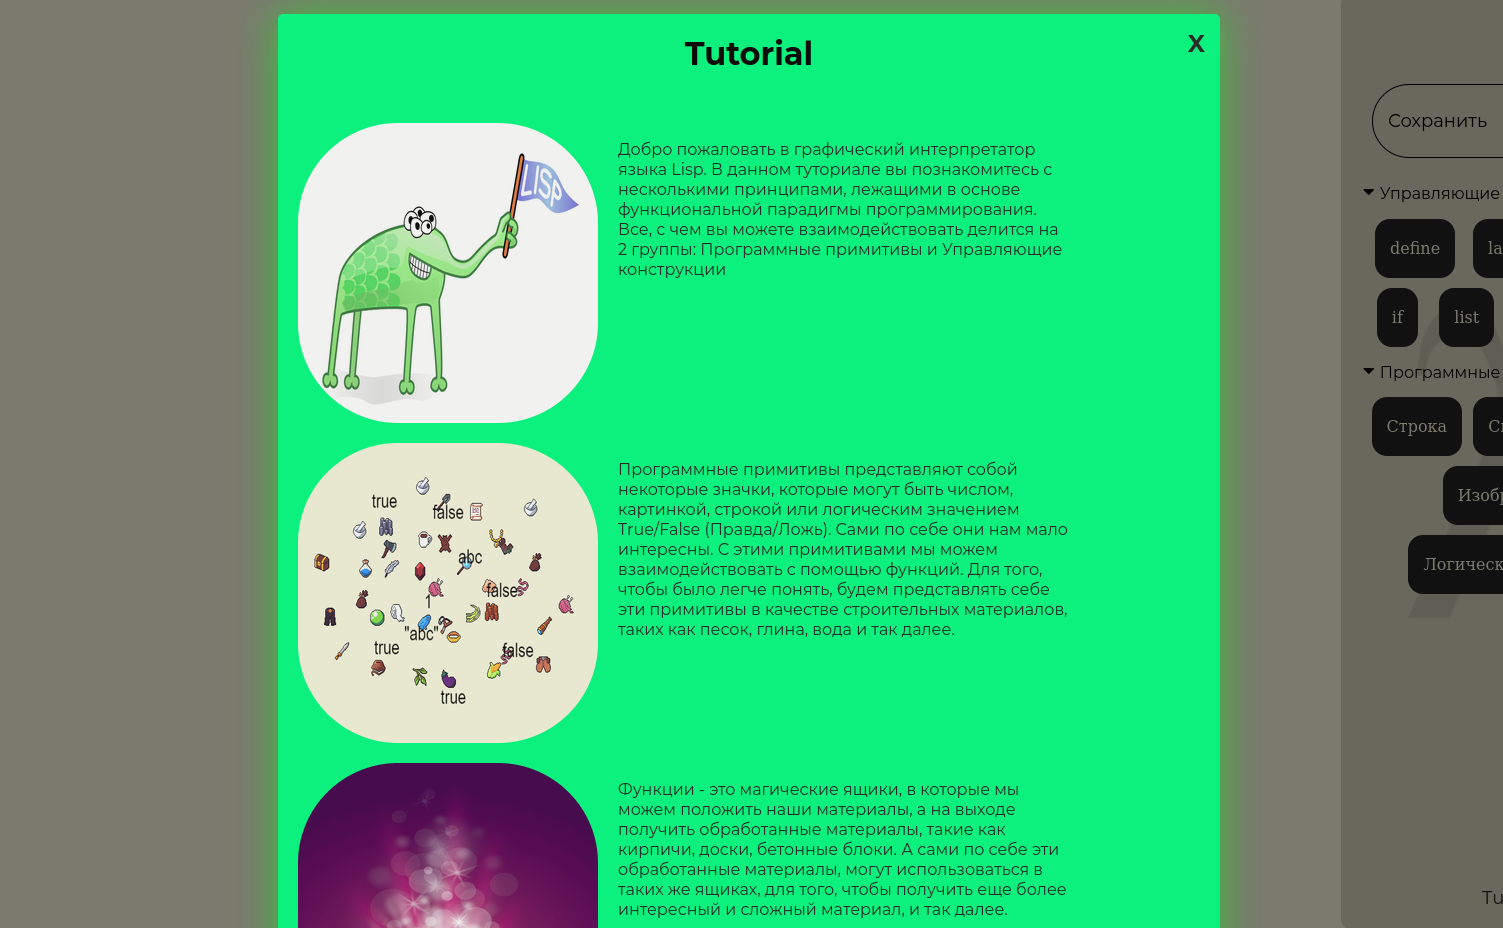 Tutorial
X
LISP
Добро пожаловать в графический интерпретатор
языка Lisp. В данном туториале вы познакомитесь с
несколькими принципами, лежащими в основе
функциональной парадигмы программирования.
Все, с чем вы можете взаимодействовать делится на
2 группы: Программные примитивы и Управляющие
конструкции
true
false
abc
false
1
"abc"
true
false
true
Программные примитивы представляют собой
некоторые значки, которые могут быть числом,
картинкой, строкой или логическим значением
True/False (Правда/Ложь). Сами по себе они нам мало
интересны. С этими примитивами мы можем
взаимодействовать с помощью функций. Для того,
чтобы было легче понять, будем представлять себе
эти примитивы в качестве строительных материалов,
таких как песок, глина, вода и так далее.
Функции - это магические ящики, в которые мы
можем положить наши материалы, а на выходе
получить обработанные материалы, такие как
кирпичи, доски, бетонные блоки. А сами по себе эти
обработанные материалы, могут использоваться в
таких же ящиках, для того, чтобы получить еще более
интересный и сложный материал, и так далее.
Сохранить
Управляющие
define
la
if
list
Программные
Строка
Изобр
Логическ
Tu